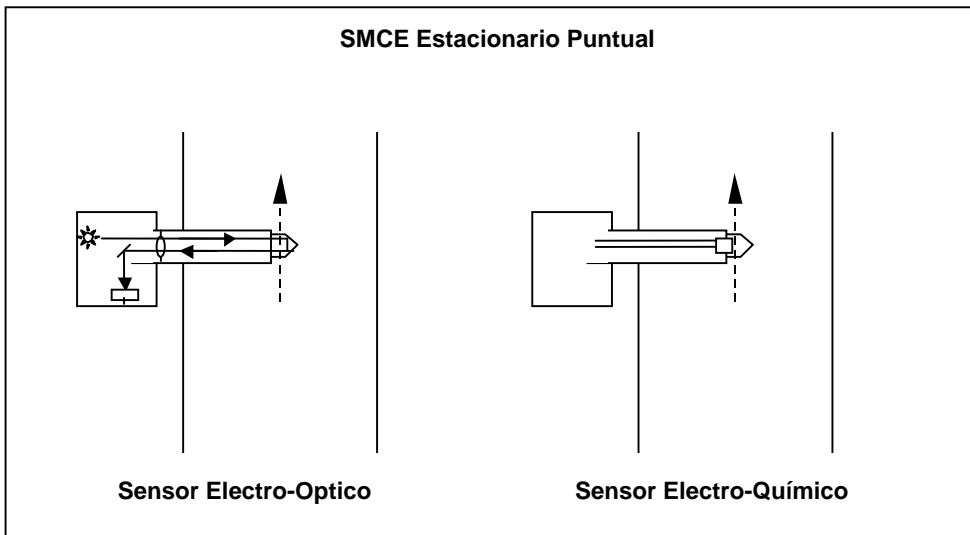 SMCE Estacionario Puntual
Sensor Electro-Optico
Sensor Electro-Químico